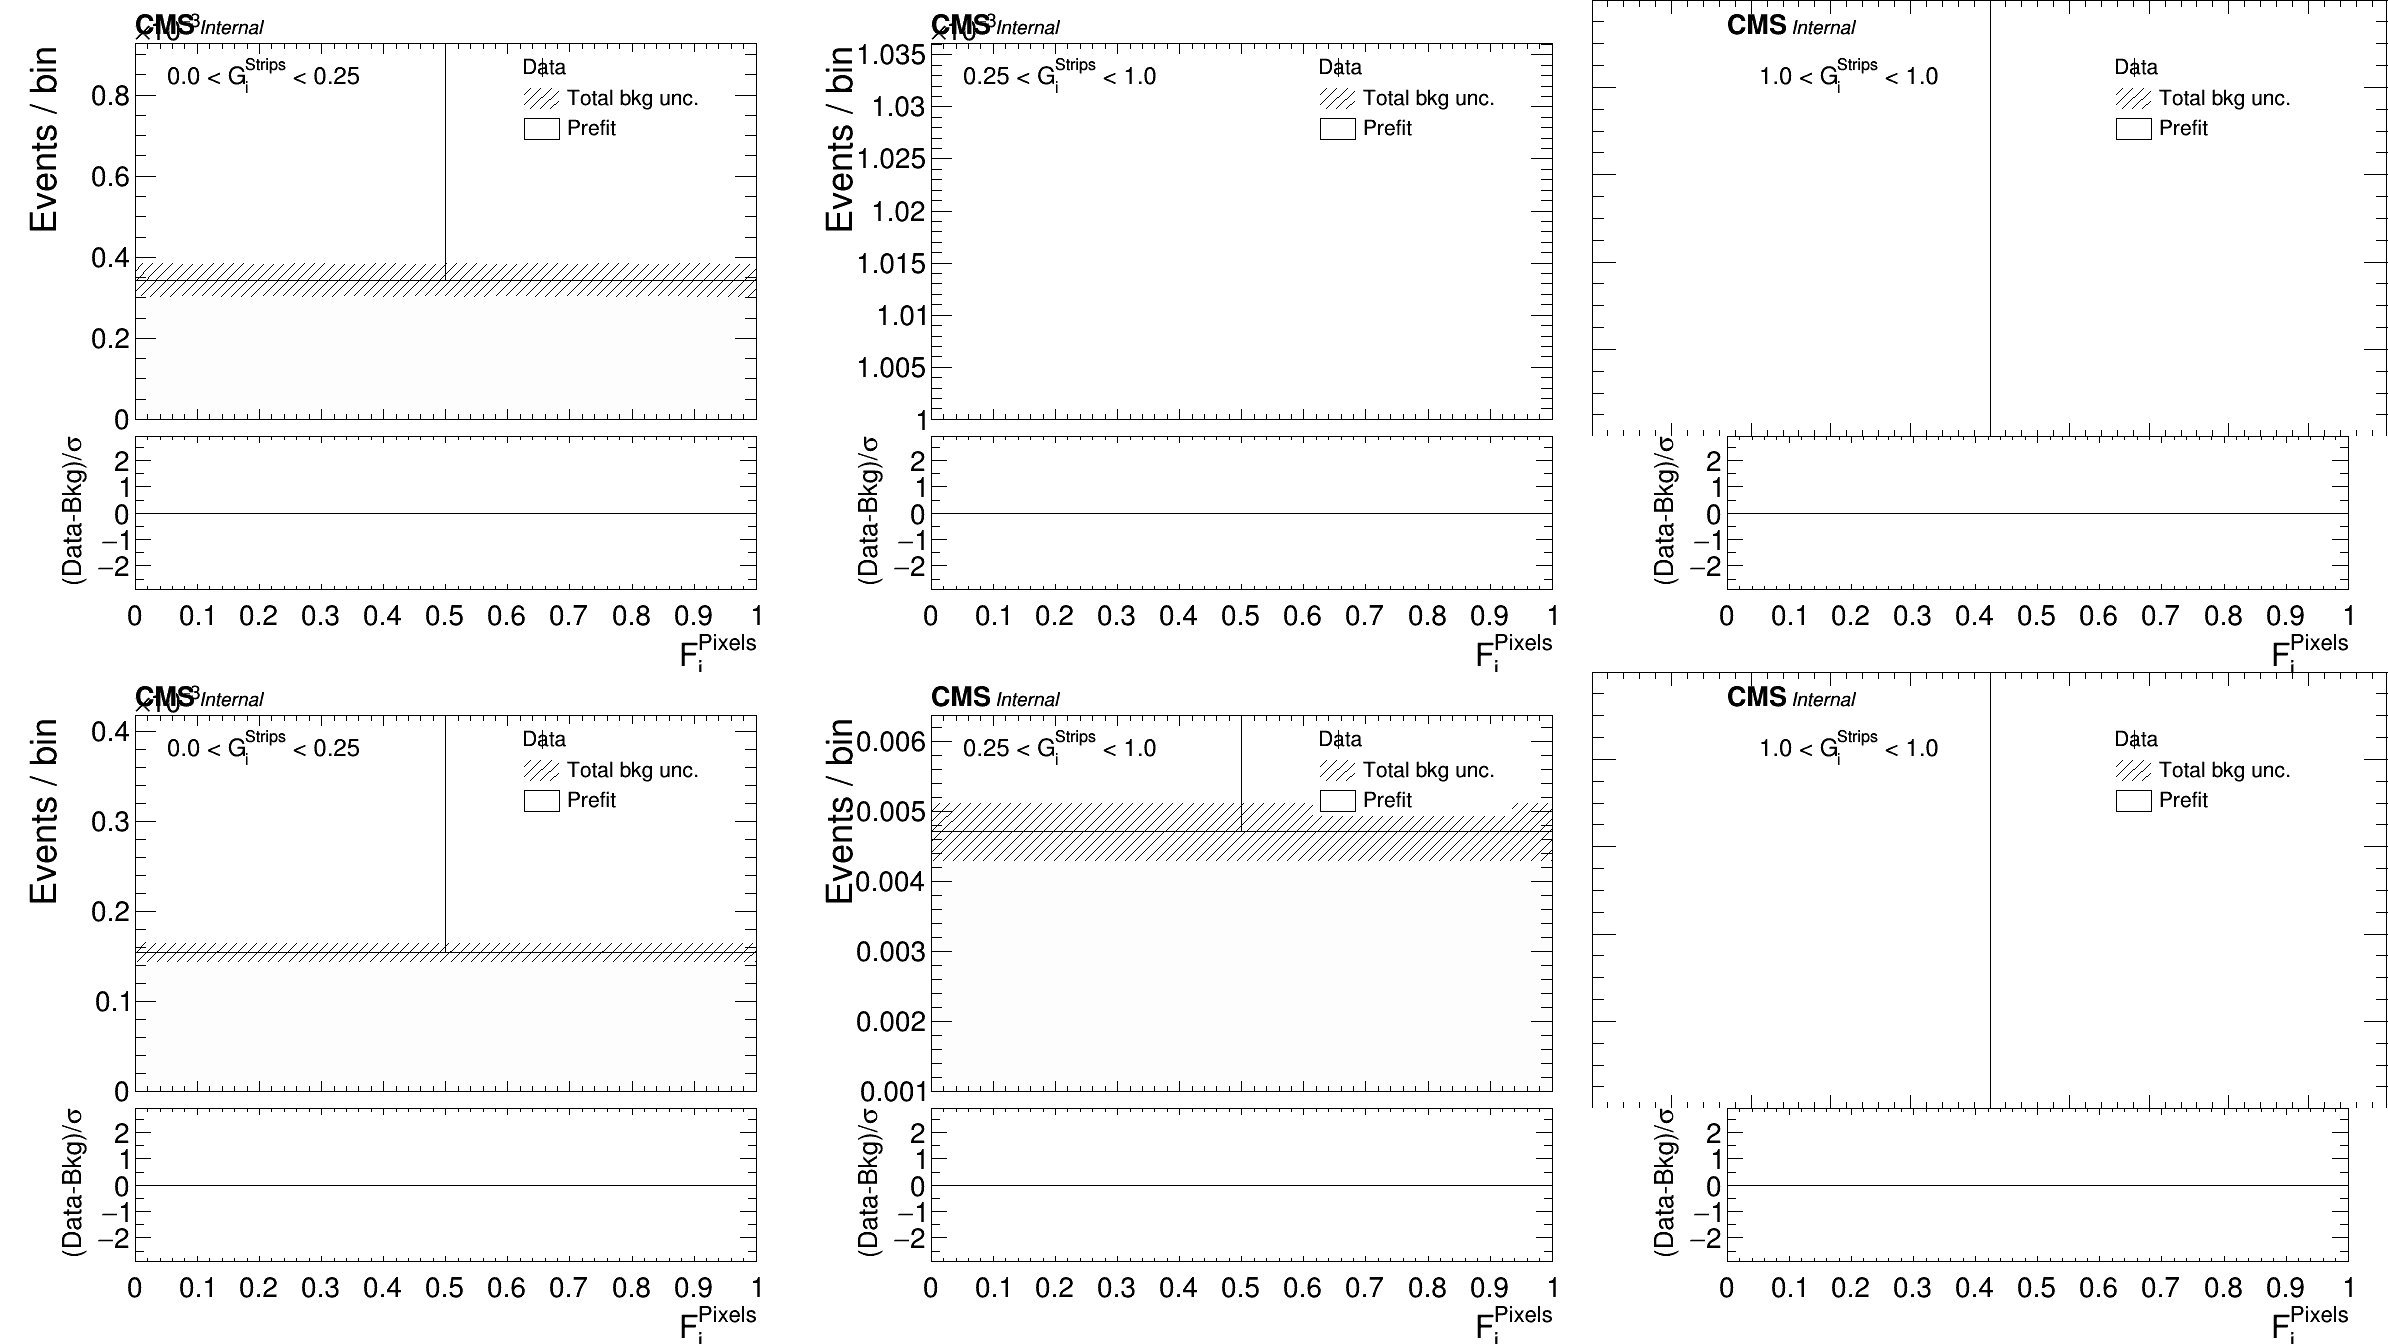 CMS Internal
×10⁻³
Events / bin
0.0 < G_i^Strips < 0.25
Data
Total bkg unc.
Prefit
0.8
0.6
0.4
0.2
0
(Data-Bkg)/σ
2
1
0
−1
−2
0 0.1 0.2 0.3 0.4 0.5 0.6 0.7 0.8 0.9 1
F_i^Pixels
CMS Internal
×10⁻³
Events / bin
0.25 < G_i^Strips < 1.0
Data
Total bkg unc.
Prefit
1.035
1.03
1.025
1.02
1.015
1.01
1.005
1
(Data-Bkg)/σ
2
1
0
−1
−2
0 0.1 0.2 0.3 0.4 0.5 0.6 0.7 0.8 0.9 1
F_i^Pixels
CMS Internal
1.0 < G_i^Strips < 1.0
Data
Total bkg unc.
Prefit
(Data-Bkg)/σ
2
1
0
−1
−2
0 0.1 0.2 0.3 0.4 0.5 0.6 0.7 0.8 0.9 1
F_i^Pixels
CMS Internal
×10⁻³
Events / bin
0.0 < G_i^Strips < 0.25
Data
Total bkg unc.
Prefit
0.4
0.3
0.2
0.1
0
(Data-Bkg)/σ
2
1
0
−1
−2
0 0.1 0.2 0.3 0.4 0.5 0.6 0.7 0.8 0.9 1
F_i^Pixels
CMS Internal
Events / bin
0.25 < G_i^Strips < 1.0
Data
Total bkg unc.
Prefit
0.006
0.005
0.004
0.003
0.002
0.001
(Data-Bkg)/σ
2
1
0
−1
−2
0 0.1 0.2 0.3 0.4 0.5 0.6 0.7 0.8 0.9 1
F_i^Pixels
CMS Internal
1.0 < G_i^Strips < 1.0
Data
Total bkg unc.
Prefit
(Data-Bkg)/σ
2
1
0
−1
−2
0 0.1 0.2 0.3 0.4 0.5 0.6 0.7 0.8 0.9 1
F_i^Pixels